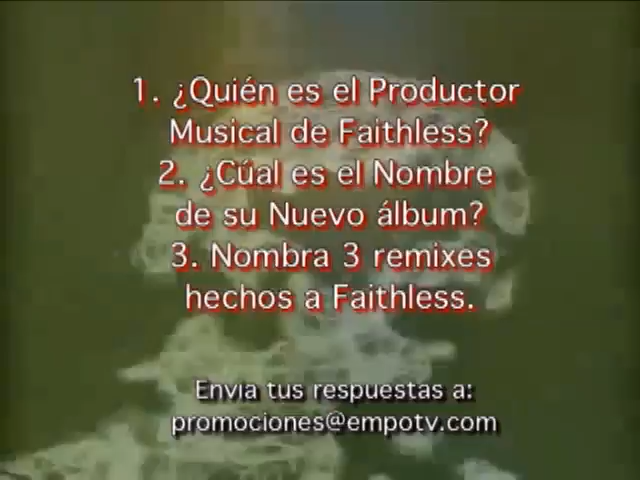 1. ¿Quién es el Productor
Musical de Faithless?
2. ¿Cúal es el Nombre
de su Nuevo álbum?
3. Nombra 3 remixes
hechos a Faithless.
Envia tus respuestas a:
promociones@empotv.com